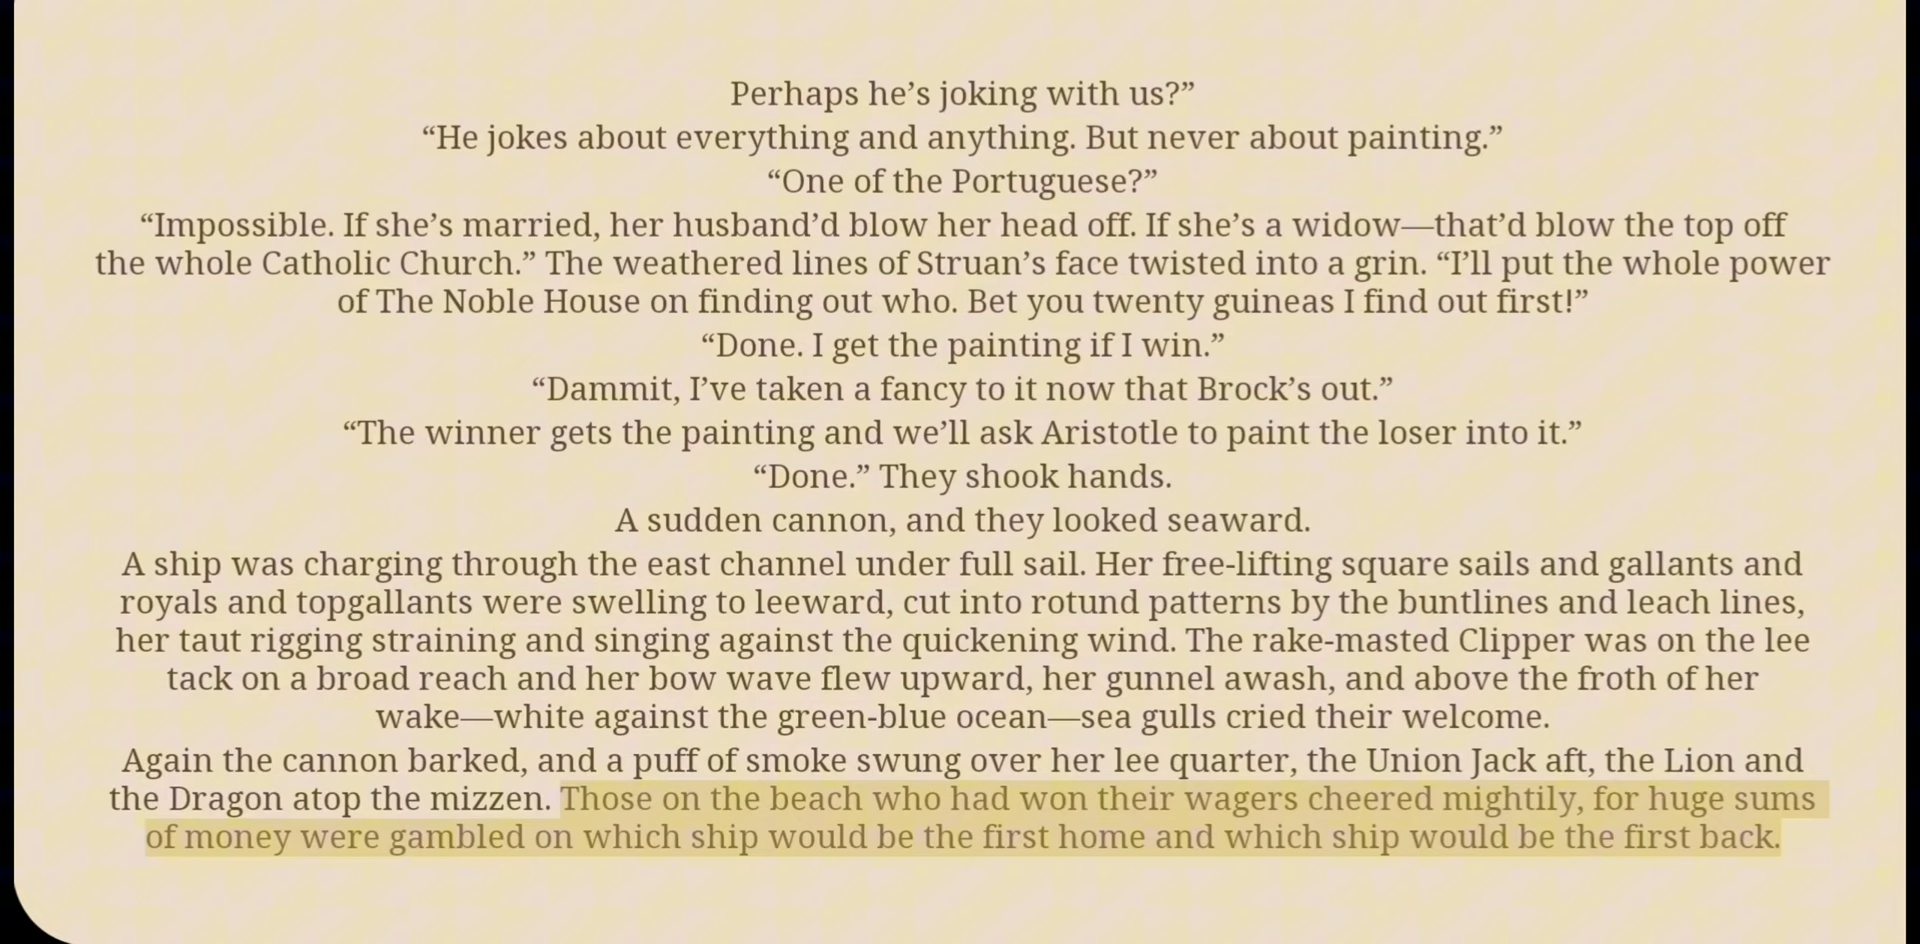 Perhaps he’s joking with us?”
“He jokes about everything and anything. But never about painting.”
“One of the Portuguese?”
“Impossible. If she’s married, her husband’d blow her head off. If she’s a widow—that’d blow the top off
the whole Catholic Church.” The weathered lines of Struan’s face twisted into a grin. “I’ll put the whole power
of The Noble House on finding out who. Bet you twenty guineas I find out first!”
“Done. I get the painting if I win.”
“Dammit, I’ve taken a fancy to it now that Brock’s out.”
“The winner gets the painting and we’ll ask Aristotle to paint the loser into it.”
“Done.” They shook hands.
A sudden cannon, and they looked seaward.
A ship was charging through the east channel under full sail. Her free-lifting square sails and gallants and
royals and topgallants were swelling to leeward, cut into rotund patterns by the buntlines and leach lines,
her taut rigging straining and singing against the quickening wind. The rake-masted Clipper was on the lee
tack on a broad reach and her bow wave flew upward, her gunnel awash, and above the froth of her
wake—white against the green-blue ocean—sea gulls cried their welcome.
Again the cannon barked, and a puff of smoke swung over her lee quarter, the Union Jack aft, the Lion and
the Dragon atop the mizzen. Those on the beach who had won their wagers cheered mightily, for huge sums
of money were gambled on which ship would be the first home and which ship would be the first back.